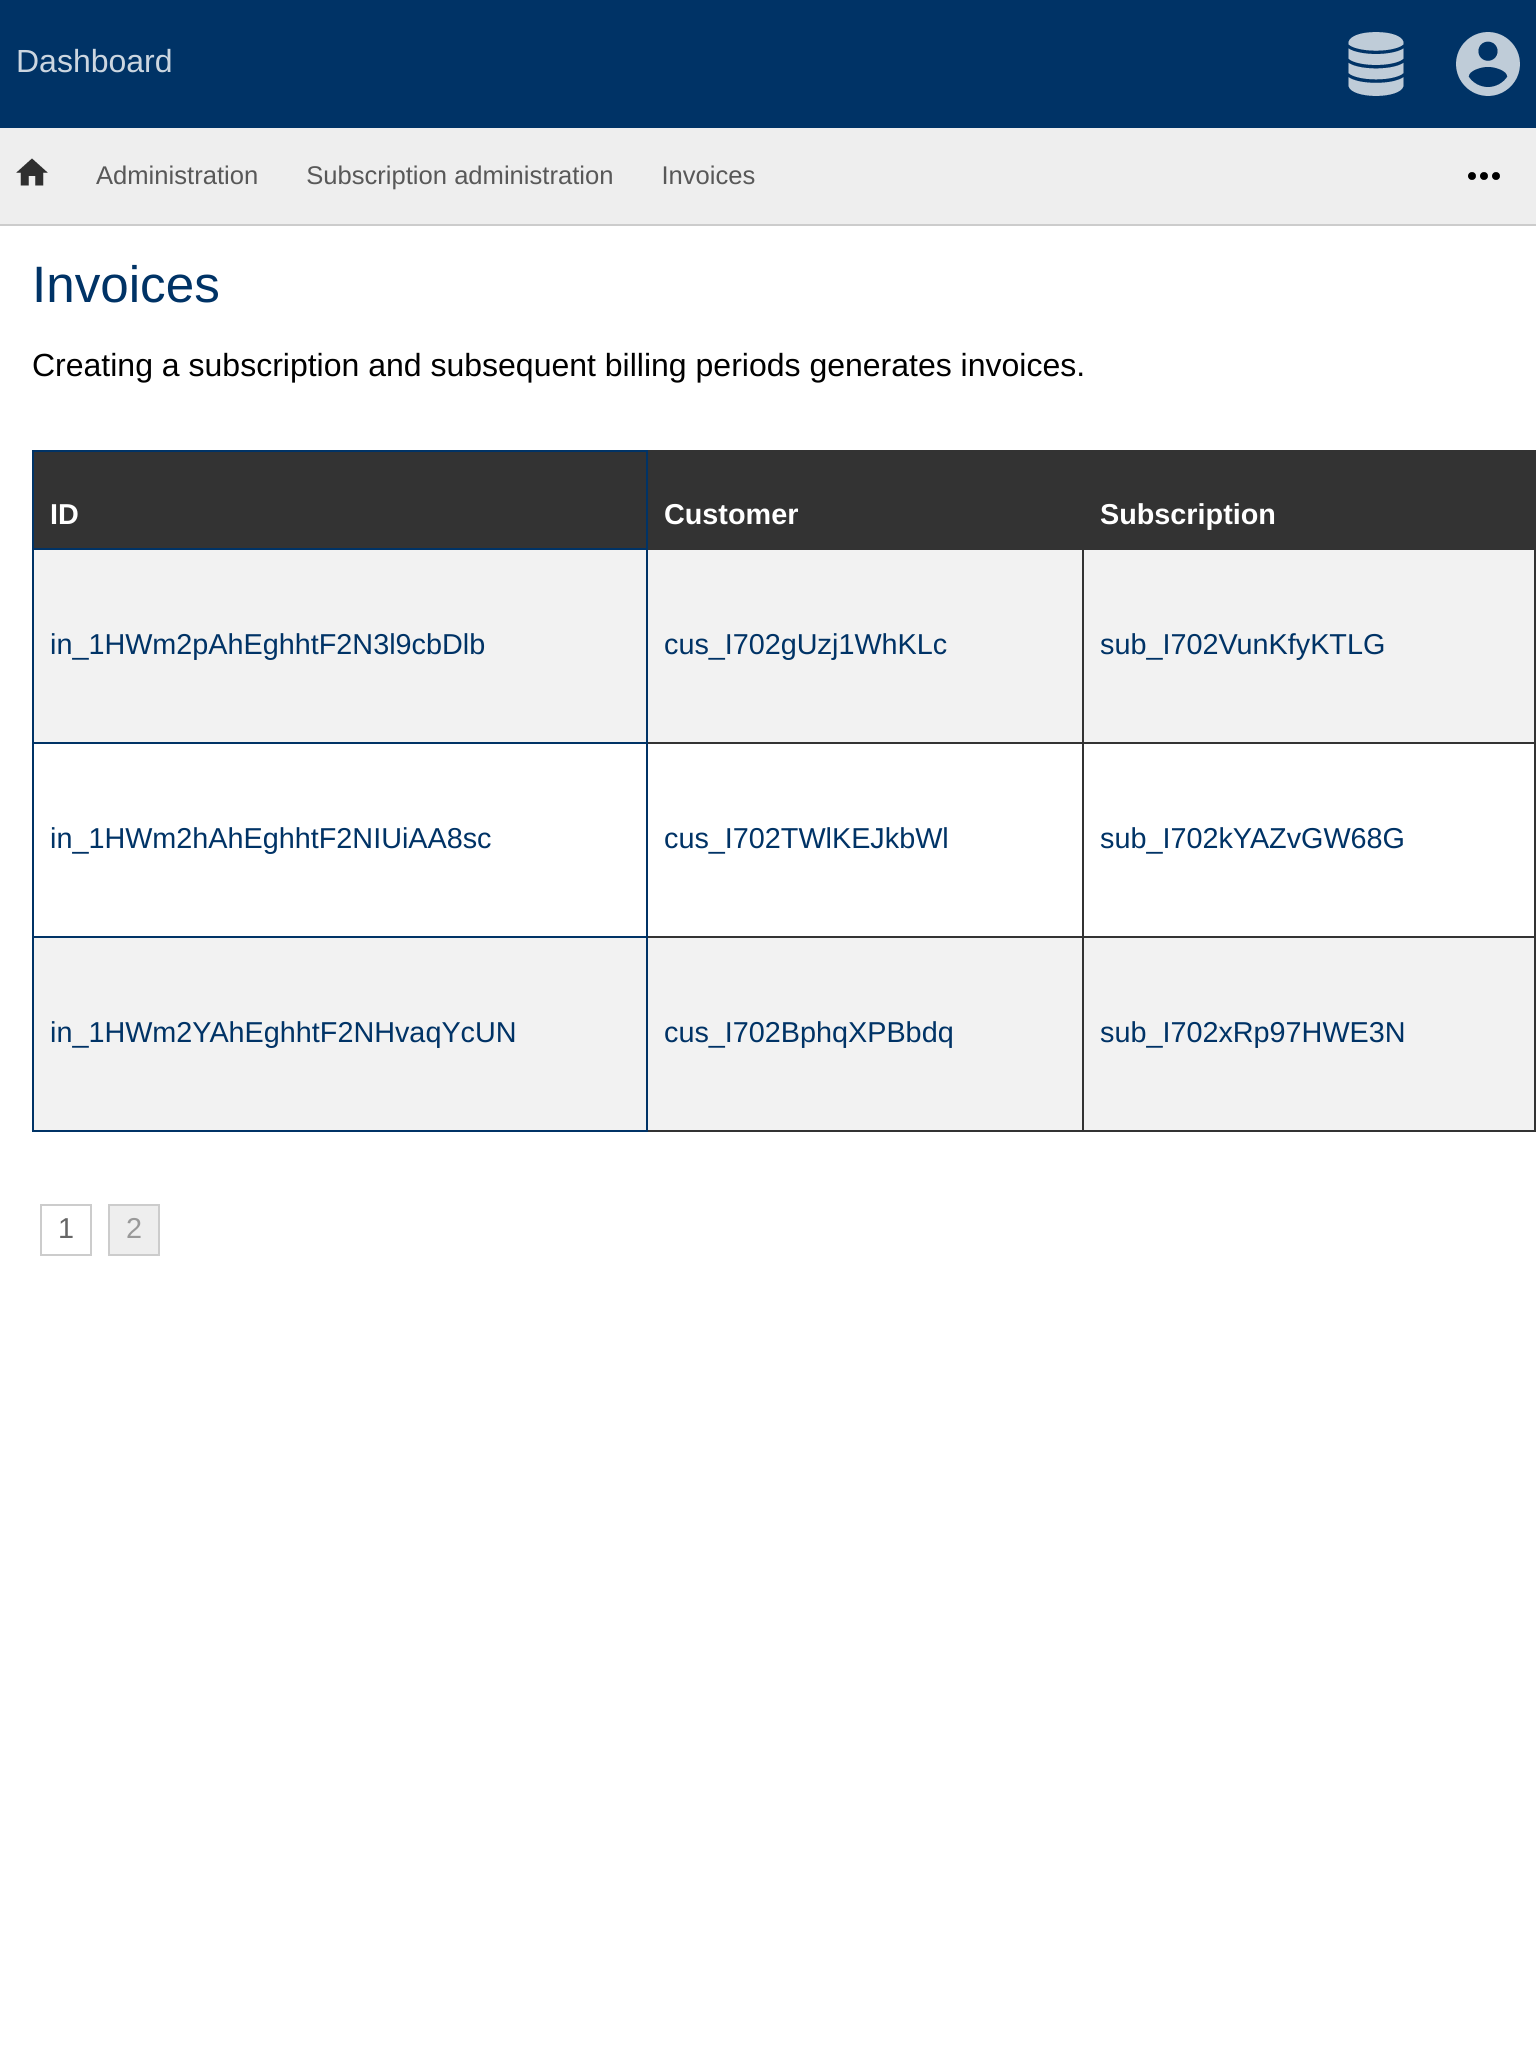 Dashboard
Administration Subscription administration Invoices
Invoices
Creating a subscription and subsequent billing periods generates invoices.
ID Customer Subscription
in_1HWm2pAhEghhtF2N3l9cbDlb cus_I702gUzj1WhKLc sub_I702VunKfyKTLG
in_1HWm2hAhEghhtF2NIUiAA8sc cus_I702TWlKEJkbWl sub_I702kYAZvGW68G
in_1HWm2YAhEghhtF2NHvaqYcUN cus_I702BphqXPBbdq sub_I702xRp97HWE3N
1 2